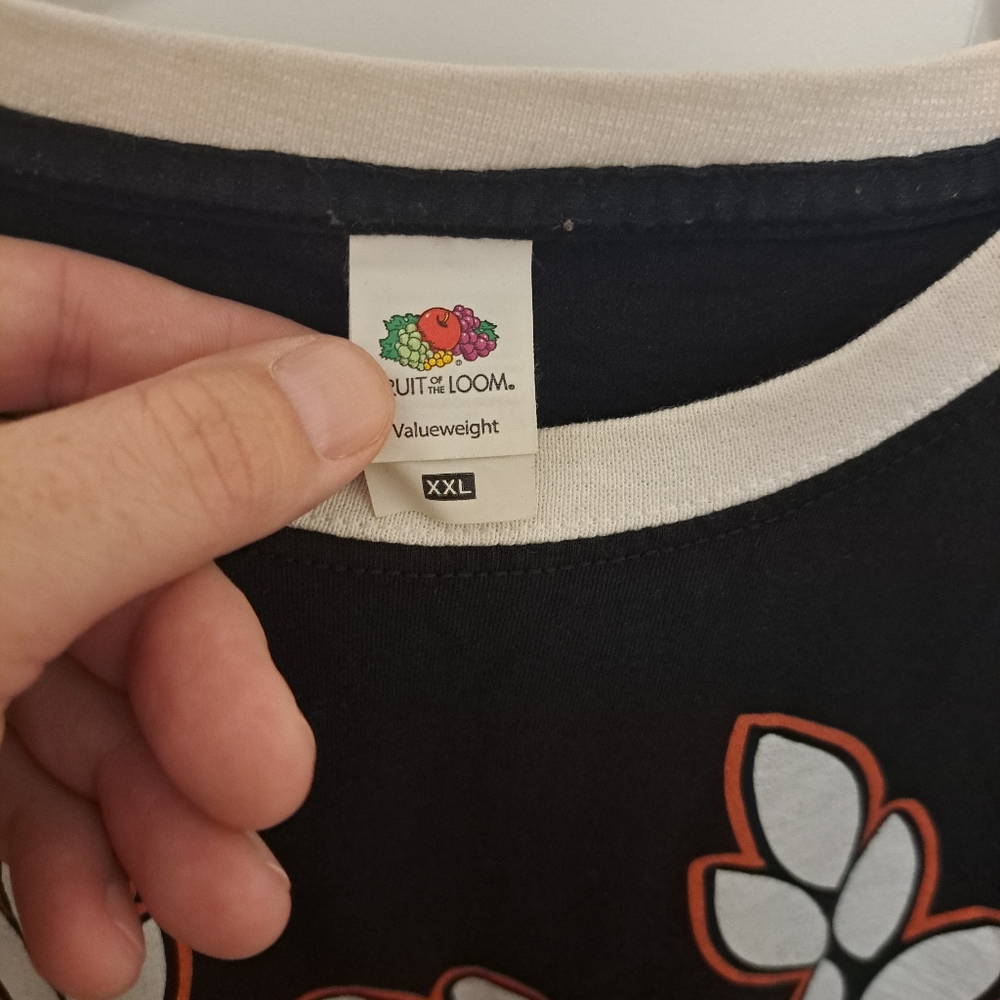 RUIT OF THE LOOM®
Valueweight
XXL